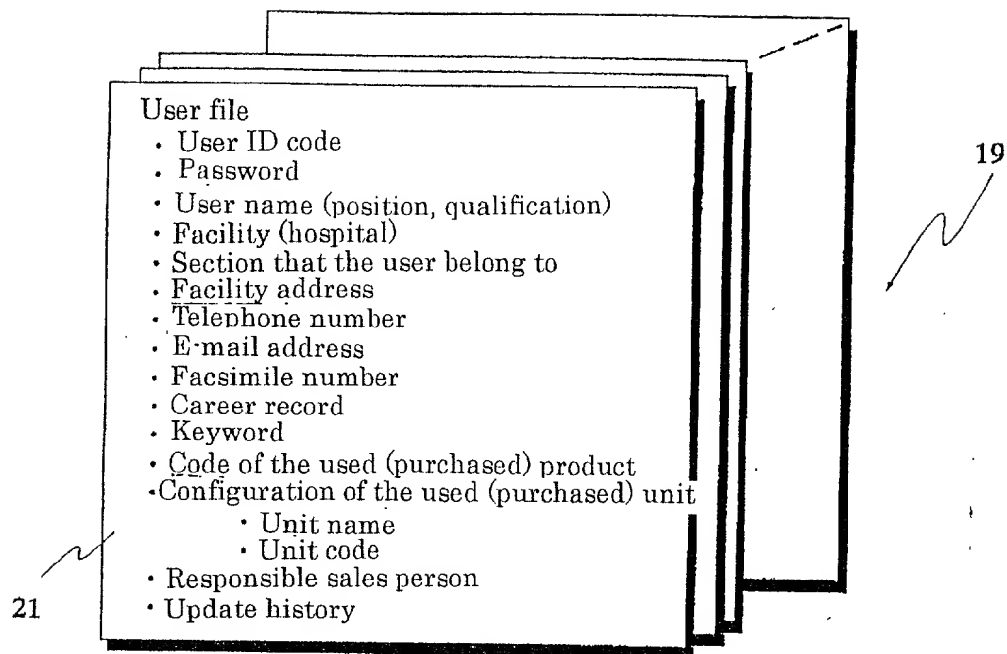 User file
· User ID code
· Password
· User name (position, qualification)
· Facility (hospital)
· Section that the user belong to
· Facility address
· Telephone number
· E-mail address
· Facsimile number
· Career record
· Keyword
· Code of the used (purchased) product
·Configuration of the used (purchased) unit
· Unit name
· Unit code
· Responsible sales person
· Update history
19
21